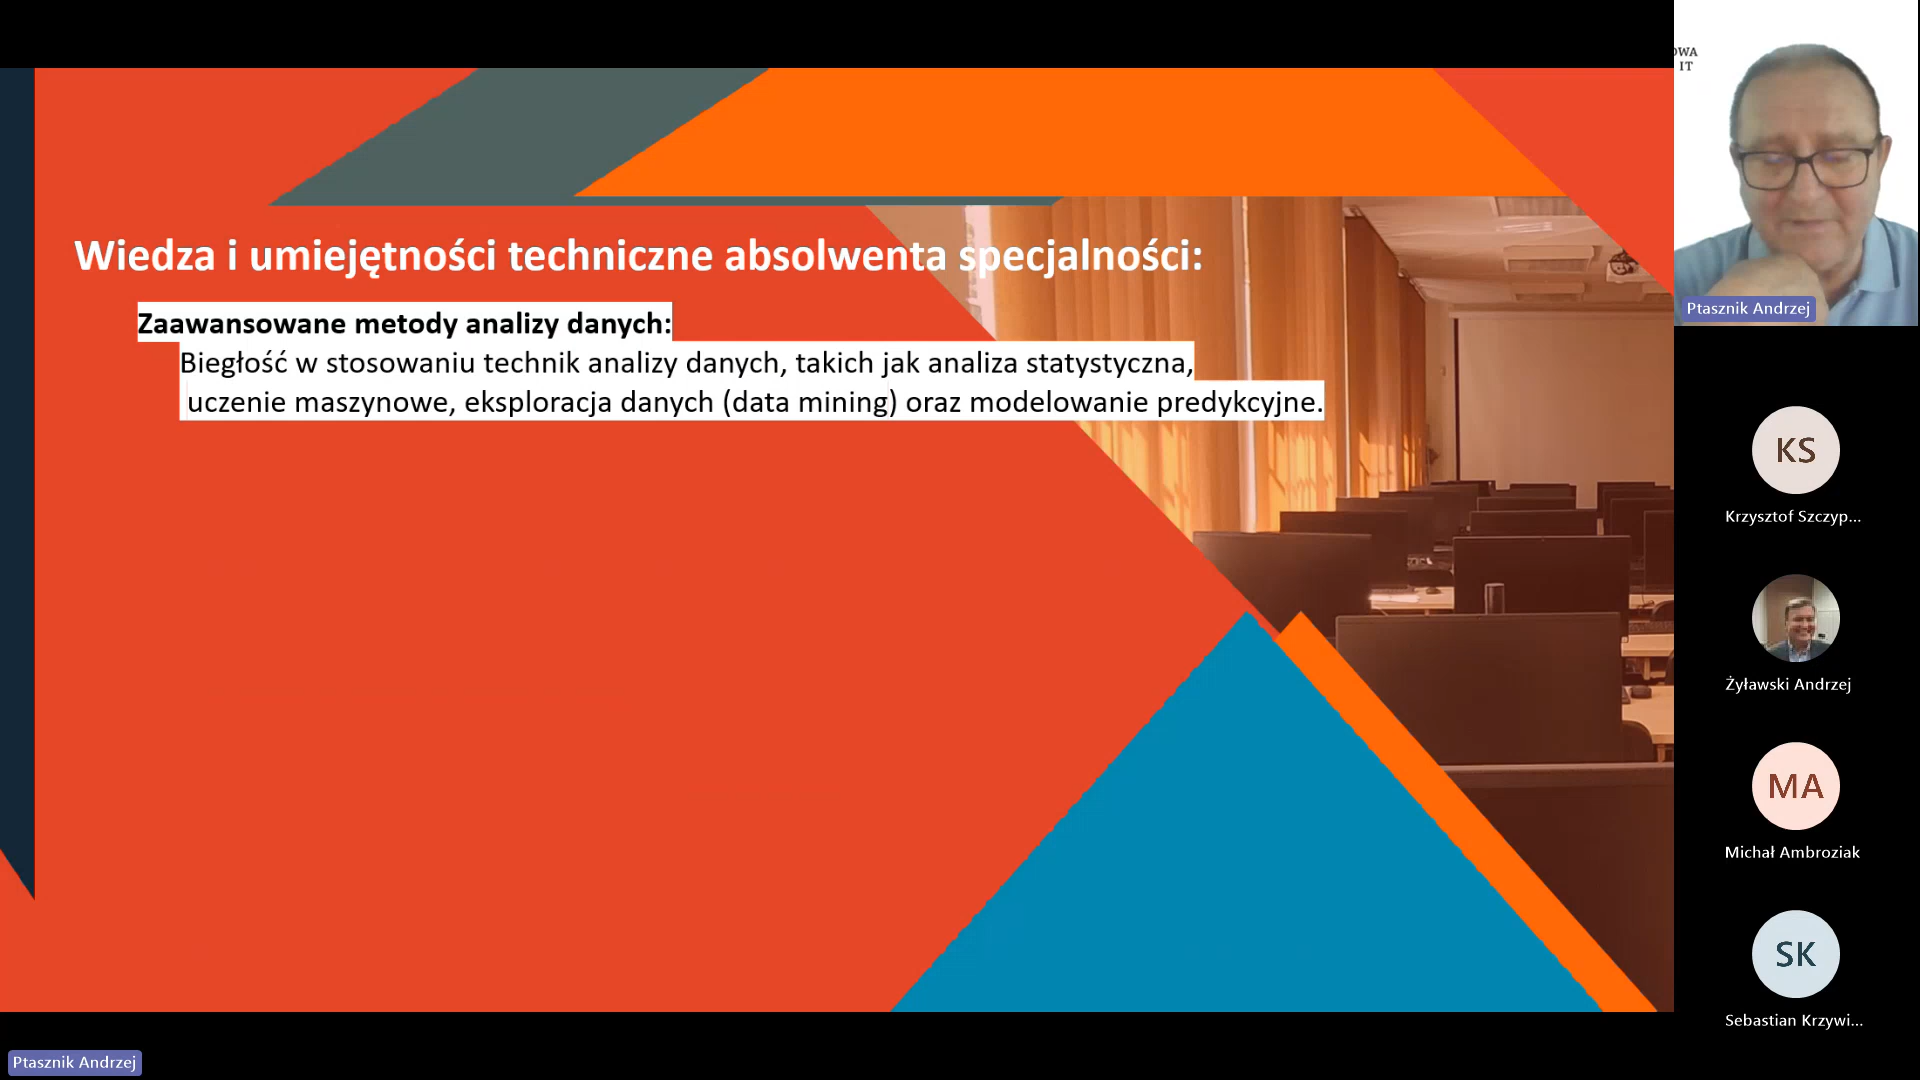 Wiedza i umiejętności techniczne absolwenta specjalności:
Zaawansowane metody analizy danych:
Biegłość w stosowaniu technik analizy danych, takich jak analiza statystyczna,
uczenie maszynowe, eksploracja danych (data mining) oraz modelowanie predykcyjne.
OWA
IT
Ptasznik Andrzej
KS
Krzysztof Szczyp...
Żyławski Andrzej
MA
Michał Ambroziak
SK
Sebastian Krzywi...
Ptasznik Andrzej